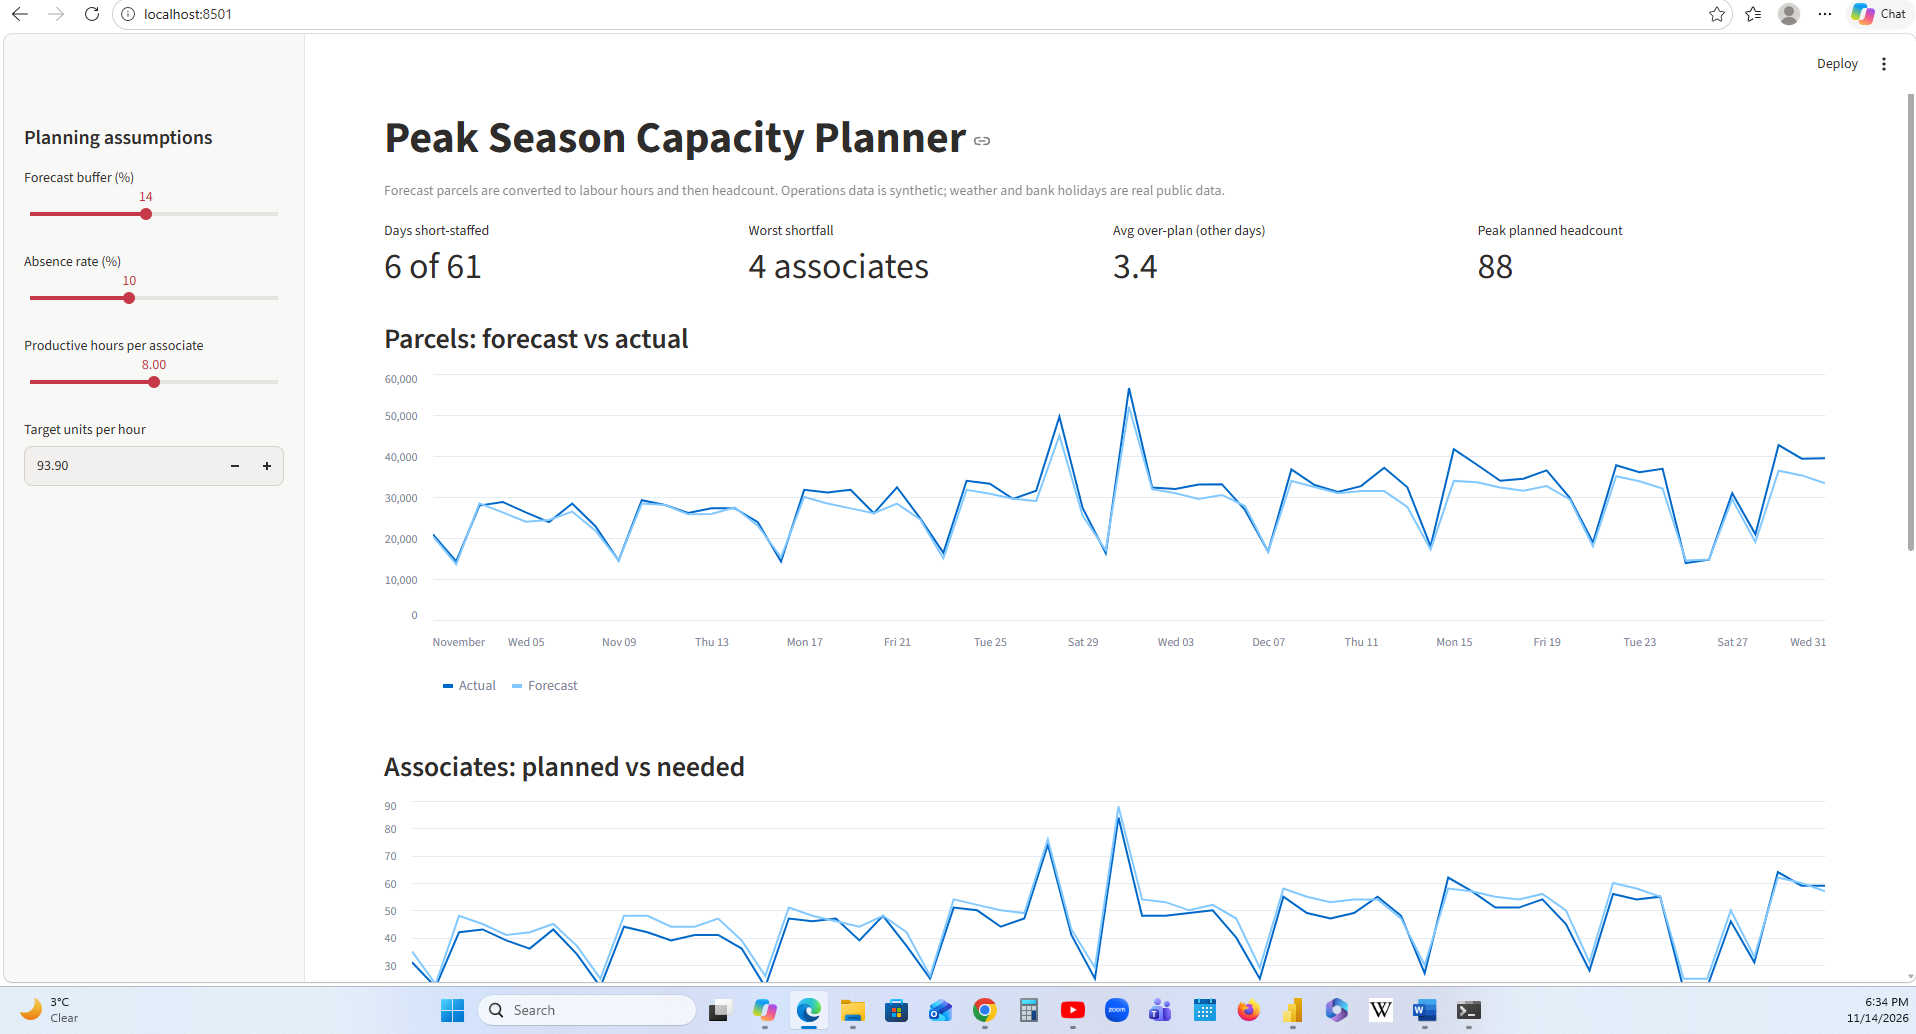 localhost:8501
Chat
Deploy
Planning assumptions
Forecast buffer (%)
14
Absence rate (%)
10
Productive hours per associate
8.00
Target units per hour
93.90
Peak Season Capacity Planner
Forecast parcels are converted to labour hours and then headcount. Operations data is synthetic; weather and bank holidays are real public data.
Days short-staffed
6 of 61
Worst shortfall
4 associates
Avg over-plan (other days)
3.4
Peak planned headcount
88
Parcels: forecast vs actual
60,000
50,000
40,000
30,000
20,000
10,000
0
November Wed 05 Nov 09 Thu 13 Mon 17 Fri 21 Tue 25 Sat 29 Wed 03 Dec 07 Thu 11 Mon 15 Fri 19 Tue 23 Sat 27 Wed 31
Actual Forecast
Associates: planned vs needed
90
80
70
60
50
40
30
3°C
Clear
Search
zoom
6:34 PM
11/14/2026